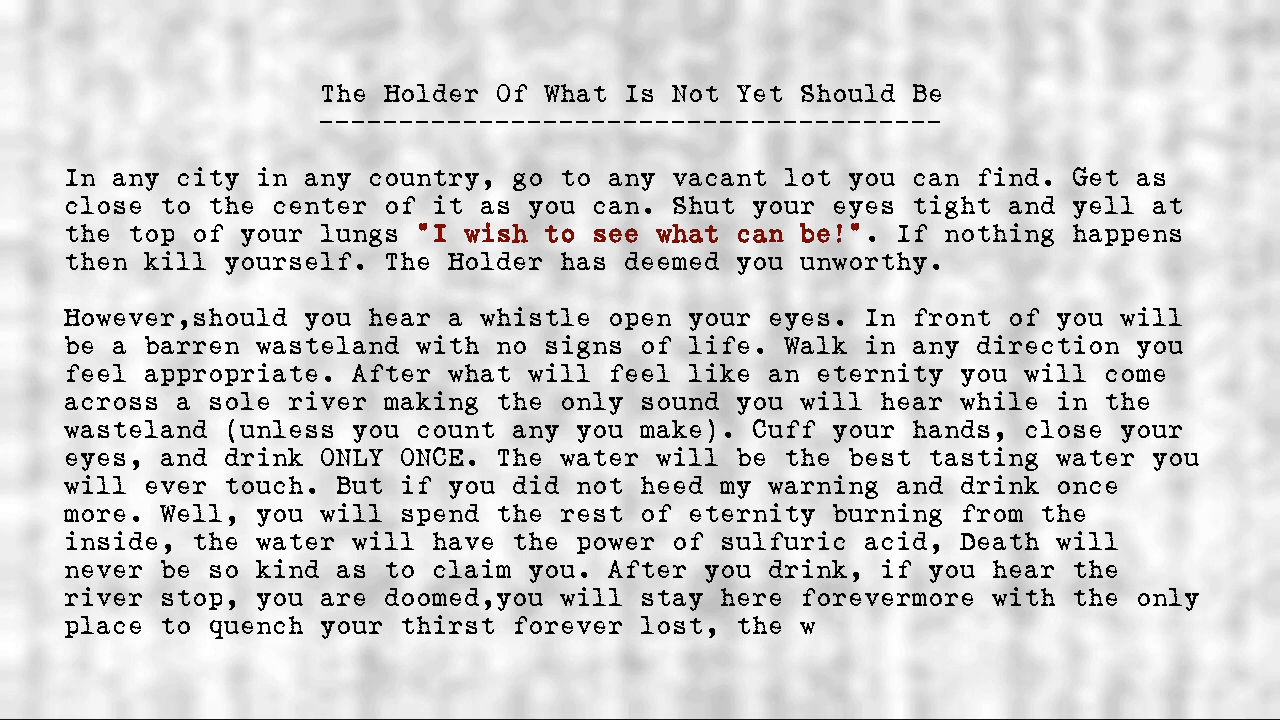 The Holder Of What Is Not Yet Should Be
---------------------------------------
In any city in any country, go to any vacant lot you can find. Get as
close to the center of it as you can. Shut your eyes tight and yell at
the top of your lungs "I wish to see what can be!". If nothing happens
then kill yourself. The Holder has deemed you unworthy.
However,should you hear a whistle open your eyes. In front of you will
be a barren wasteland with no signs of life. Walk in any direction you
feel appropriate. After what will feel like an eternity you will come
across a sole river making the only sound you will hear while in the
wasteland (unless you count any you make). Cuff your hands, close your
eyes, and drink ONLY ONCE. The water will be the best tasting water you
will ever touch. But if you did not heed my warning and drink once
more. Well, you will spend the rest of eternity burning from the
inside, the water will have the power of sulfuric acid, Death will
never be so kind as to claim you. After you drink, if you hear the
river stop, you are doomed,you will stay here forevermore with the only
place to quench your thirst forever lost, the w